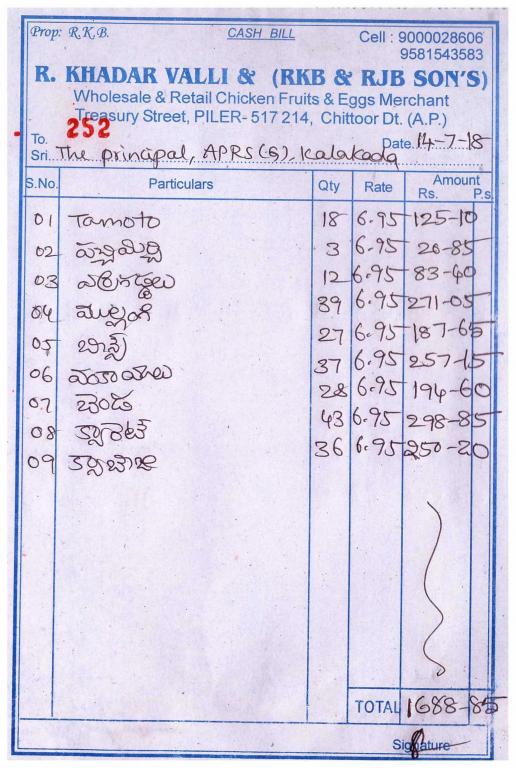 Prop: R.K.B. CASH BILL Cell : 9000028606
9581543583
R. KHADAR VALLI & (RKB & RJB SON'S)
Wholesale & Retail Chicken Fruits & Eggs Merchant
Treasury Street, PILER- 517 214, Chittoor Dt. (A.P.)
252
To. Date. 14-7-18
Sri. The principal, APRS(G), Kalakada
S.No. Particulars Qty Rate Amount
Rs. P.s.
01 Tamoto 18 6.95 125-10
02 పచ్చిమిర్చి 3 6.95 20-85
03 ఎర్రగడ్డలు 12 6.95 83-40
04 ముల్లంగి 39 6.95 271-05
05 బీన్స్ 27 6.95 187-65
06 వంకాయలు 37 6.95 257-15
07 బెండ 28 6.95 194-60
08 క్యారెట్ 43 6.95 298-85
09 క్యాబేజి 36 6.95 250-20
TOTAL 1688-85
Signature